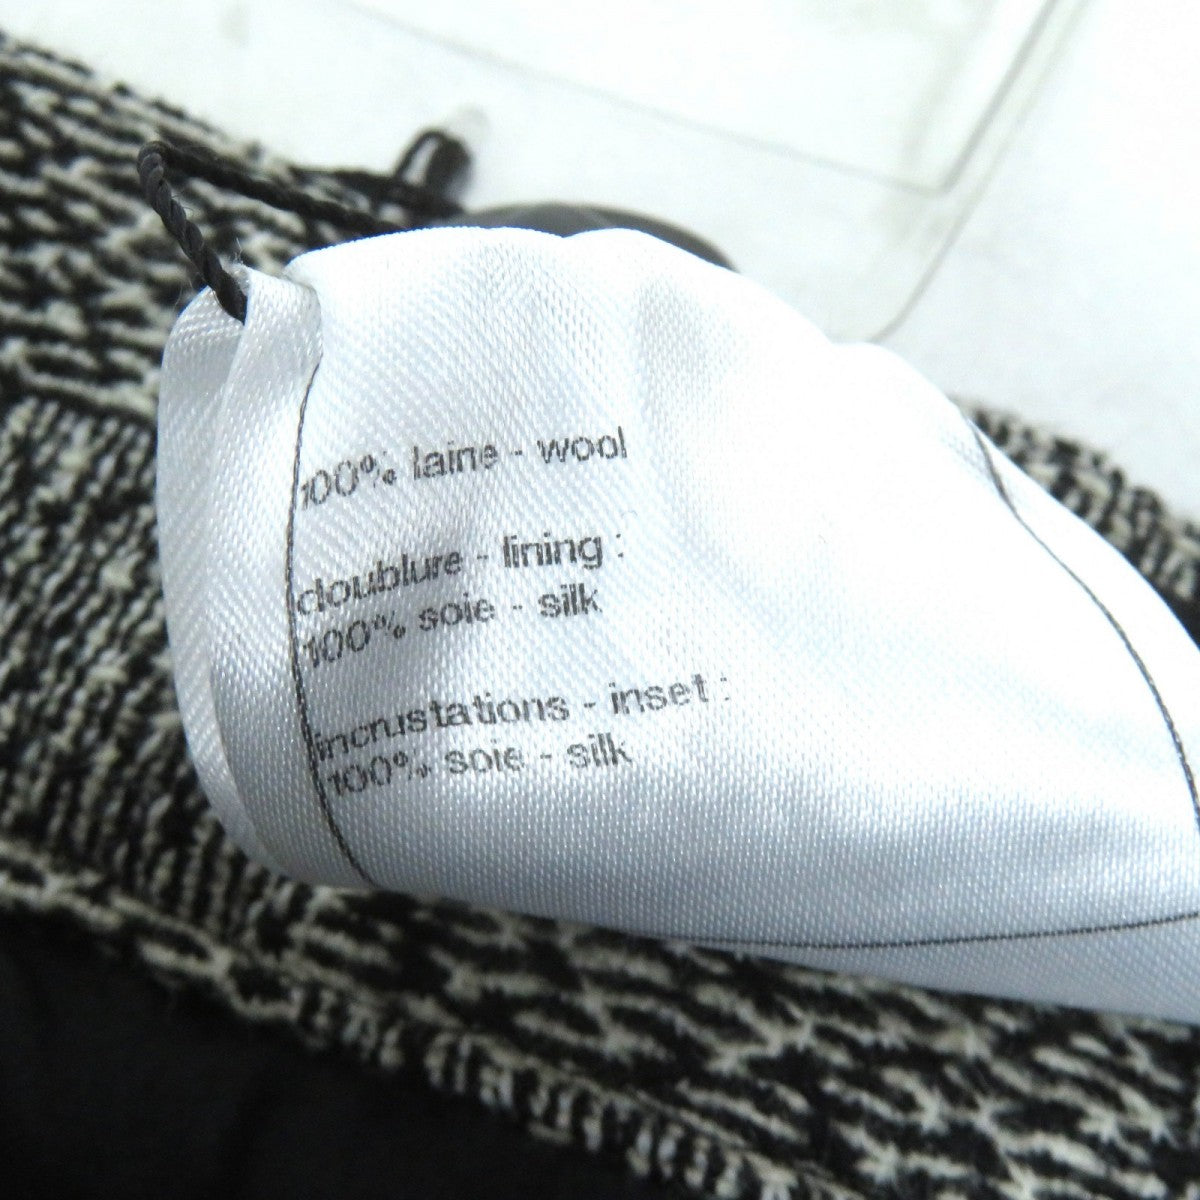 100% laine - wool
doublure - lining :
100% soie - silk
incrustations - inset :
100% soie - silk